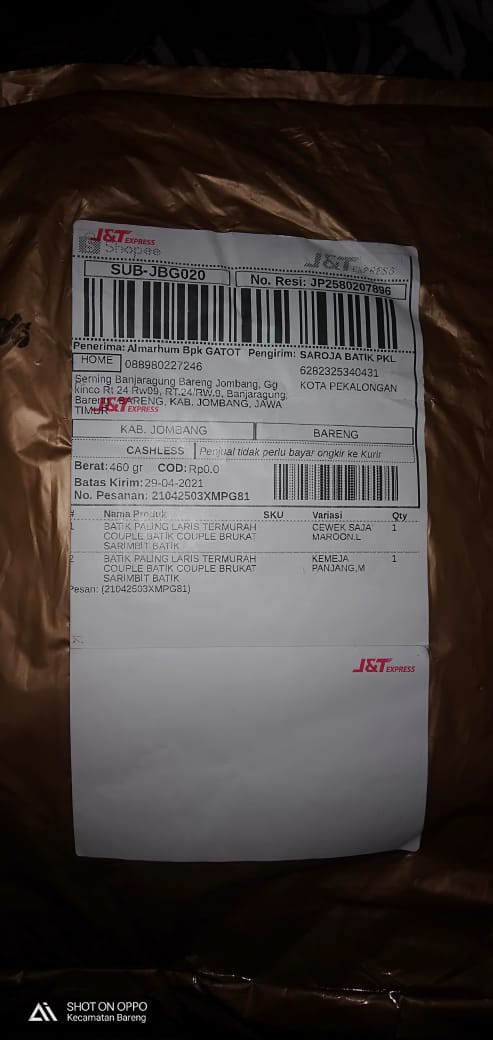 J&T EXPRESS
Shopee
J&T EXPRESS
SUB-JBG020
No. Resi: JP2580207896
Penerima: Almarhum Bpk GATOT
Pengirim: SAROJA BATIK PKL
HOME
088980227246
6282325340431
KOTA PEKALONGAN
Seming Banjaragung Bareng Jombang, Gg
kinco Rt 24 Rw09, RT.24/RW.9, Banjaragung,
BARENG, KAB. JOMBANG, JAWA
TIMUR
J&T EXPRESS
KAB. JOMBANG
BARENG
CASHLESS
Penjual tidak perlu bayar ongkir ke Kurir
Berat: 460 gr COD: Rp0.0
Batas Kirim: 29-04-2021
No. Pesanan: 21042503XMPG81
# Nama Produk SKU Variasi Qty
1 BATIK PALING LARIS TERMURAH CEWEK SAJA 1
COUPLE BATIK COUPLE BRUKAT MAROON,L
SARIMBIT BATIK
2 BATIK PALING LARIS TERMURAH KEMEJA 1
COUPLE BATIK COUPLE BRUKAT PANJANG,M
SARIMBIT BATIK
Pesan: (21042503XMPG81)
J&T EXPRESS
SHOT ON OPPO
Kecamatan Bareng